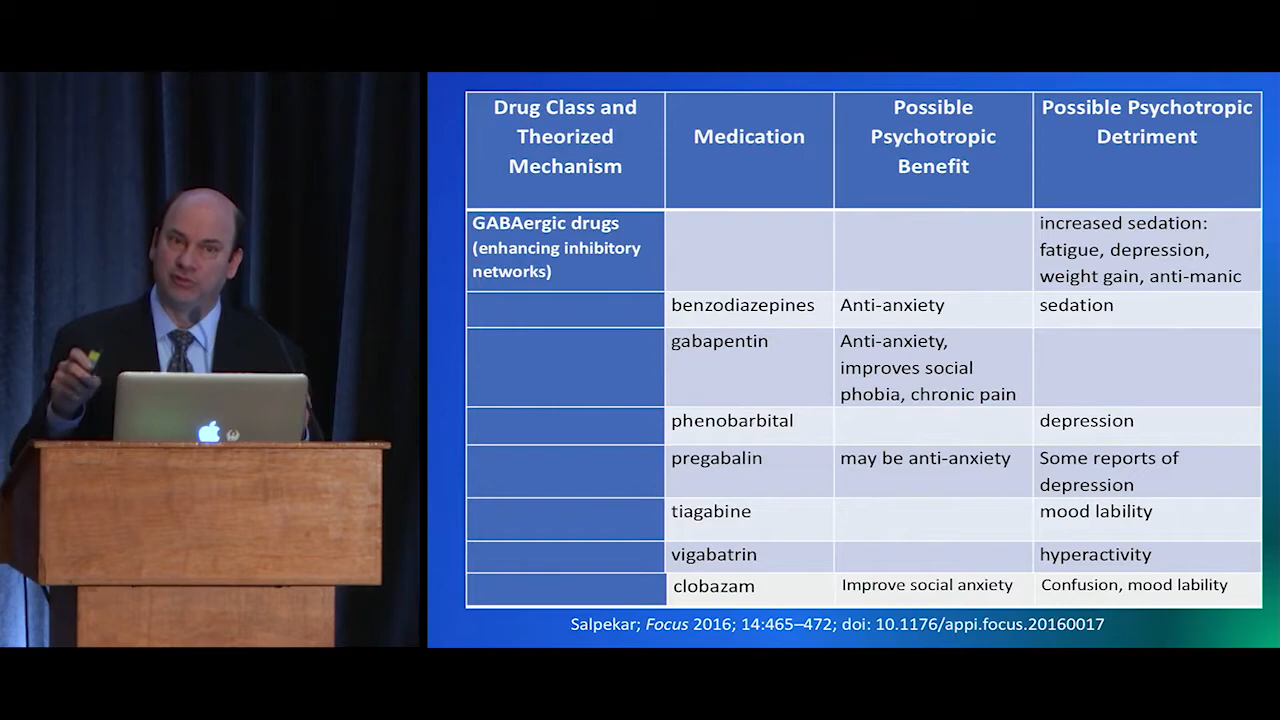 Drug Class and
Theorized
Mechanism
Medication
Possible
Psychotropic
Benefit
Possible Psychotropic
Detriment
GABAergic drugs
(enhancing inhibitory
networks)
increased sedation:
fatigue, depression,
weight gain, anti-manic
benzodiazepines
Anti-anxiety
sedation
gabapentin
Anti-anxiety,
improves social
phobia, chronic pain
phenobarbital
depression
pregabalin
may be anti-anxiety
Some reports of
depression
tiagabine
mood lability
vigabatrin
hyperactivity
clobazam
Improve social anxiety
Confusion, mood lability
Salpekar; Focus 2016; 14:465–472; doi: 10.1176/appi.focus.20160017